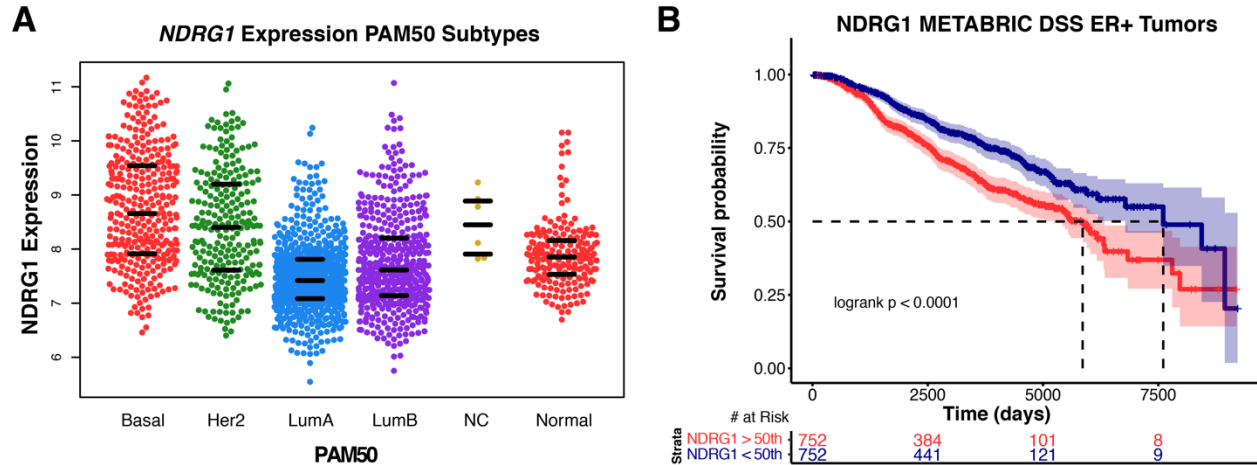 A
NDRG1 Expression PAM50 Subtypes
NDRG1 Expression
11
10
9
8
7
6
Basal Her2 LumA LumB NC Normal
PAM50
B
NDRG1 METABRIC DSS ER+ Tumors
Survival probability
1.00
0.75
0.50
0.25
0.00
logrank p < 0.0001
0 2500 5000 7500
Time (days)
# at Risk
Strata
NDRG1 > 50th 752 384 101 8
NDRG1 < 50th 752 441 121 9